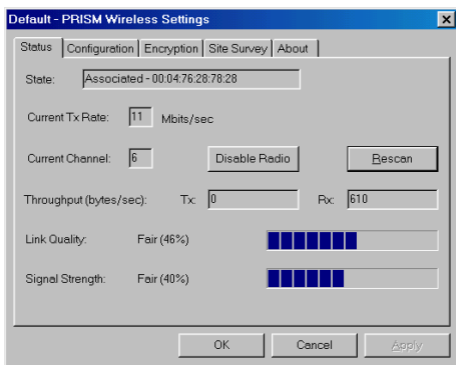 Default - PRISM Wireless Settings
Status Configuration Encryption Site Survey About
State: Associated - 00:04:76:28:78:28
Current Tx Rate: 11 Mbits/sec
Current Channel: 6 Disable Radio Rescan
Throughput (bytes/sec): Tx: 0 Rx: 610
Link Quality: Fair (46%)
Signal Strength: Fair (40%)
OK Cancel Apply